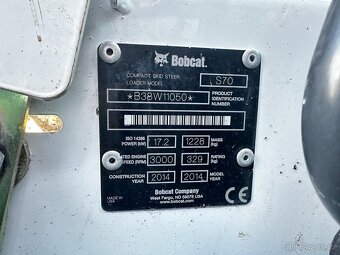 Bobcat.
COMPACT SKID STEER
LOADER MODEL
S70
*B38W11050*
PRODUCT
IDENTIFICATION
NUMBER
ISO 14396
POWER (kW)
17.2
1228
MASS
(kg)
RATED ENGINE
SPEED (min-1)
3000
329
RATING
(kg)
CONSTRUCTION
YEAR
2014
2014
MODEL
YEAR
MADE IN
USA
Bobcat Company
West Fargo, ND 58078 USA
www.bobcat.com
CE